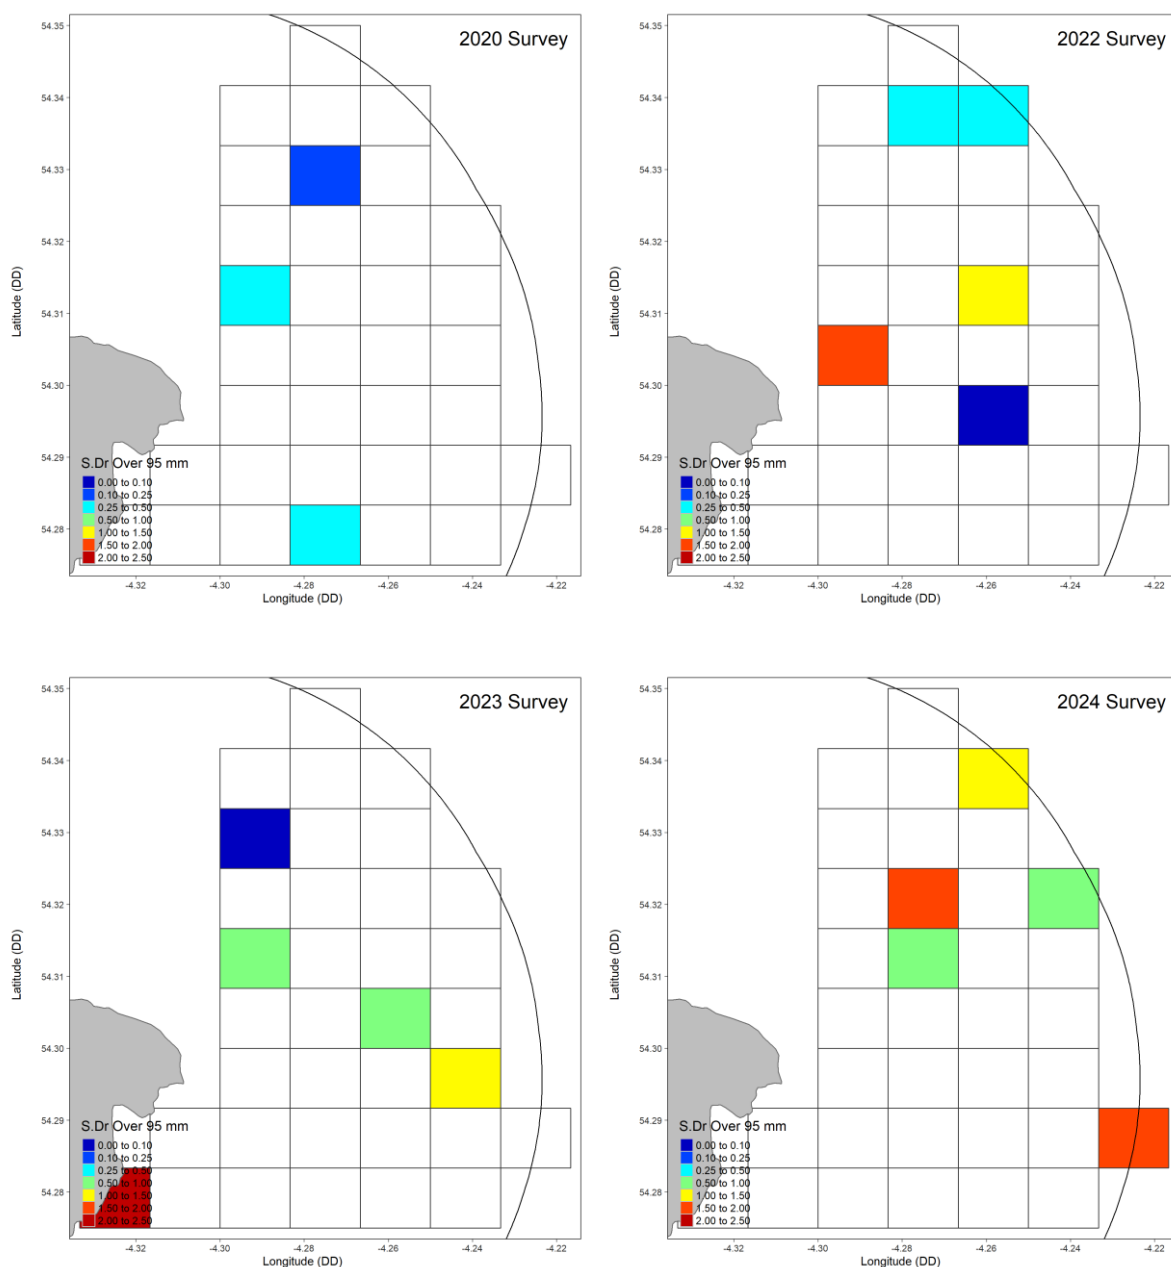 2020 Survey
54.35
54.34
54.33
54.32
54.31
54.30
54.29
54.28
Latitude (DD)
S.Dr Over 95 mm
0.00 to 0.10
0.10 to 0.25
0.25 to 0.50
0.50 to 1.00
1.00 to 1.50
1.50 to 2.00
2.00 to 2.50
-4.32 -4.30 -4.28 -4.26 -4.24 -4.22
Longitude (DD)
2022 Survey
54.35
54.34
54.33
54.32
54.31
54.30
54.29
54.28
Latitude (DD)
S.Dr Over 95 mm
0.00 to 0.10
0.10 to 0.25
0.25 to 0.50
0.50 to 1.00
1.00 to 1.50
1.50 to 2.00
2.00 to 2.50
-4.32 -4.30 -4.28 -4.26 -4.24 -4.22
Longitude (DD)
2023 Survey
54.35
54.34
54.33
54.32
54.31
54.30
54.29
54.28
Latitude (DD)
S.Dr Over 95 mm
0.00 to 0.10
0.10 to 0.25
0.25 to 0.50
0.50 to 1.00
1.00 to 1.50
1.50 to 2.00
2.00 to 2.50
-4.32 -4.30 -4.28 -4.26 -4.24 -4.22
Longitude (DD)
2024 Survey
54.35
54.34
54.33
54.32
54.31
54.30
54.29
54.28
Latitude (DD)
S.Dr Over 95 mm
0.00 to 0.10
0.10 to 0.25
0.25 to 0.50
0.50 to 1.00
1.00 to 1.50
1.50 to 2.00
2.00 to 2.50
-4.32 -4.30 -4.28 -4.26 -4.24 -4.22
Longitude (DD)